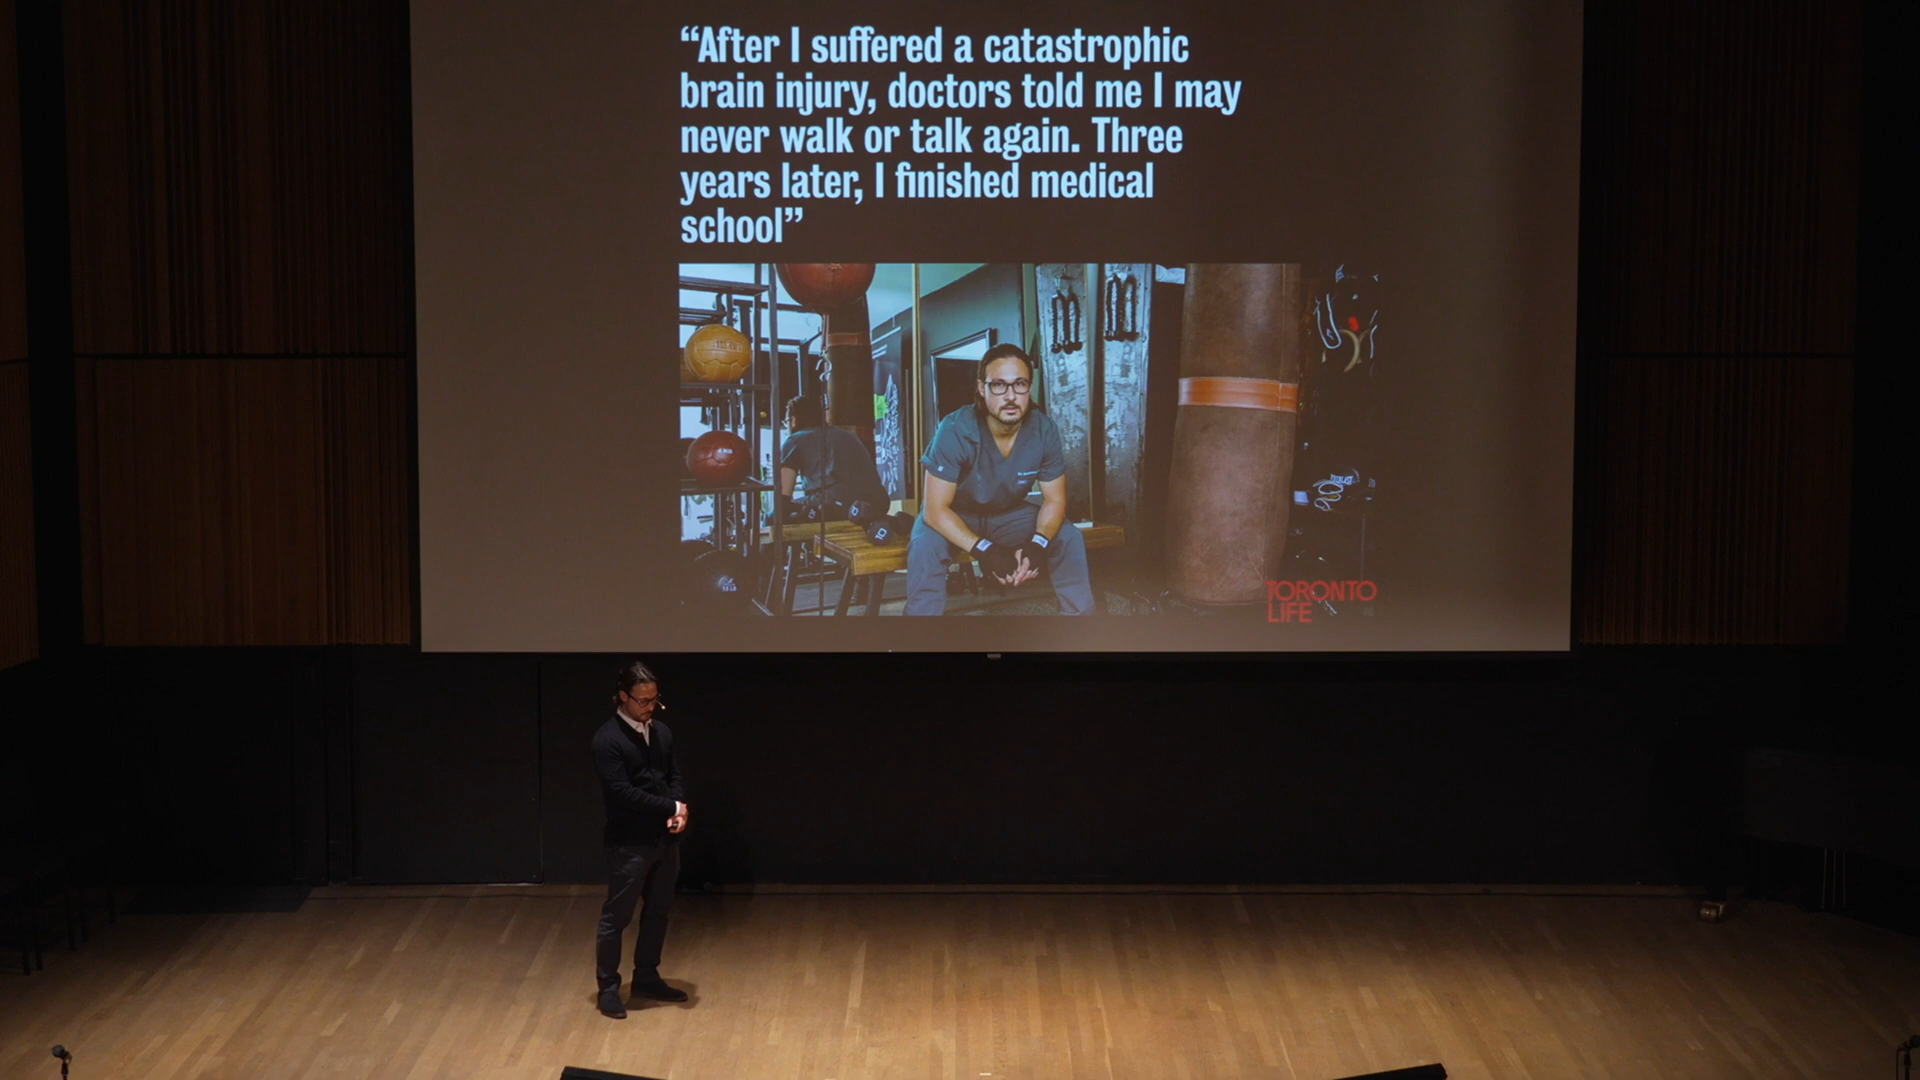 “After I suffered a catastrophic
brain injury, doctors told me I may
never walk or talk again. Three
years later, I finished medical
school”
TORONTO
LIFE